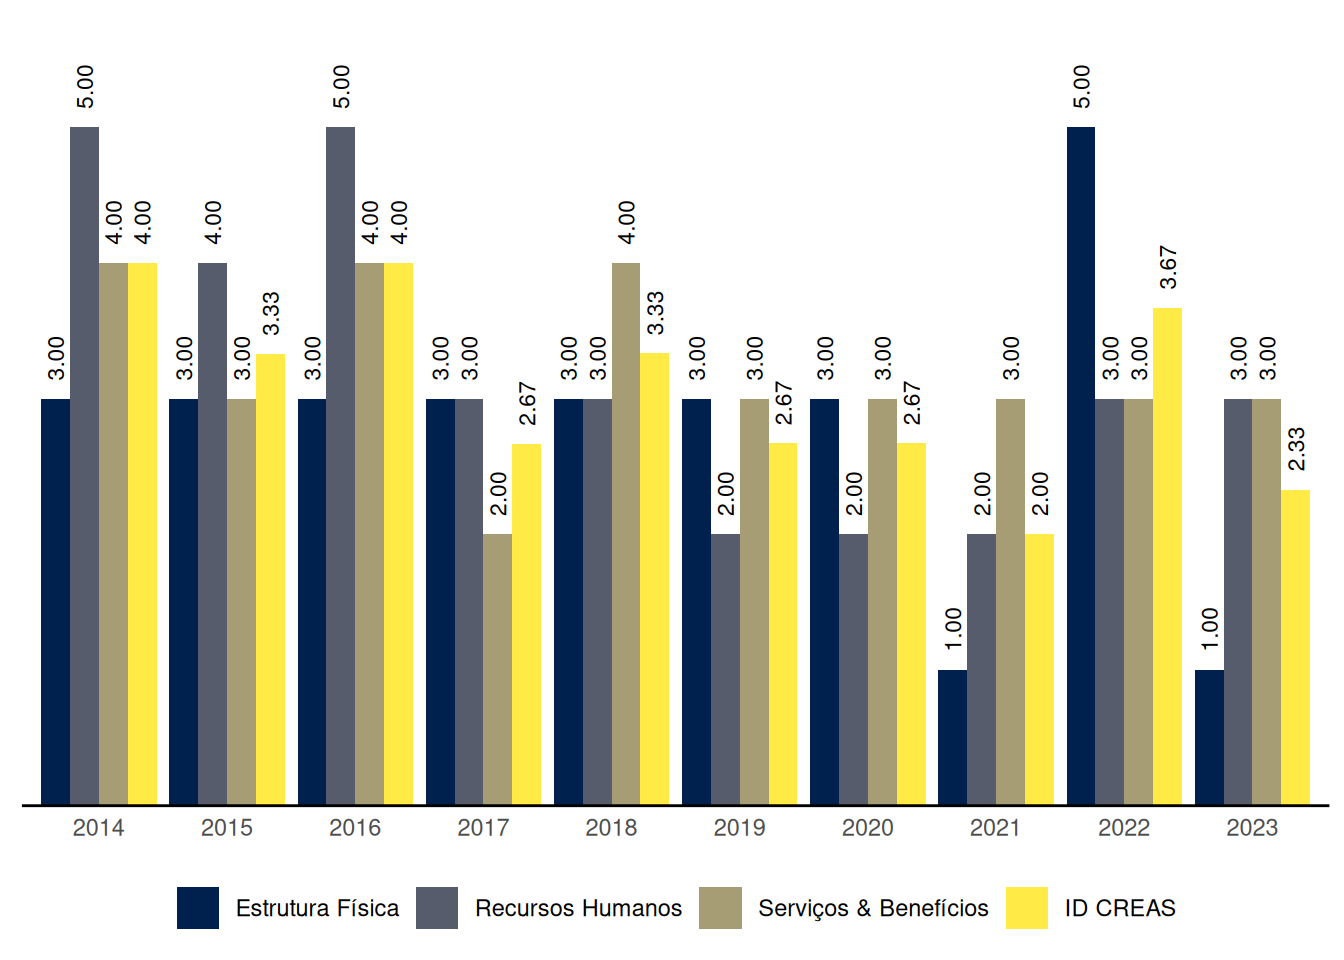 3.00 5.00 4.00 4.00
3.00 4.00 3.00 3.33
3.00 5.00 4.00 4.00
3.00 3.00 2.00 2.67
3.00 3.00 4.00 3.33
3.00 2.00 3.00 2.67
3.00 2.00 3.00 2.67
1.00 2.00 3.00 2.00
5.00 3.00 3.00 3.67
1.00 3.00 3.00 2.33
2014 2015 2016 2017 2018 2019 2020 2021 2022 2023
Estrutura Física Recursos Humanos Serviços & Benefícios ID CREAS